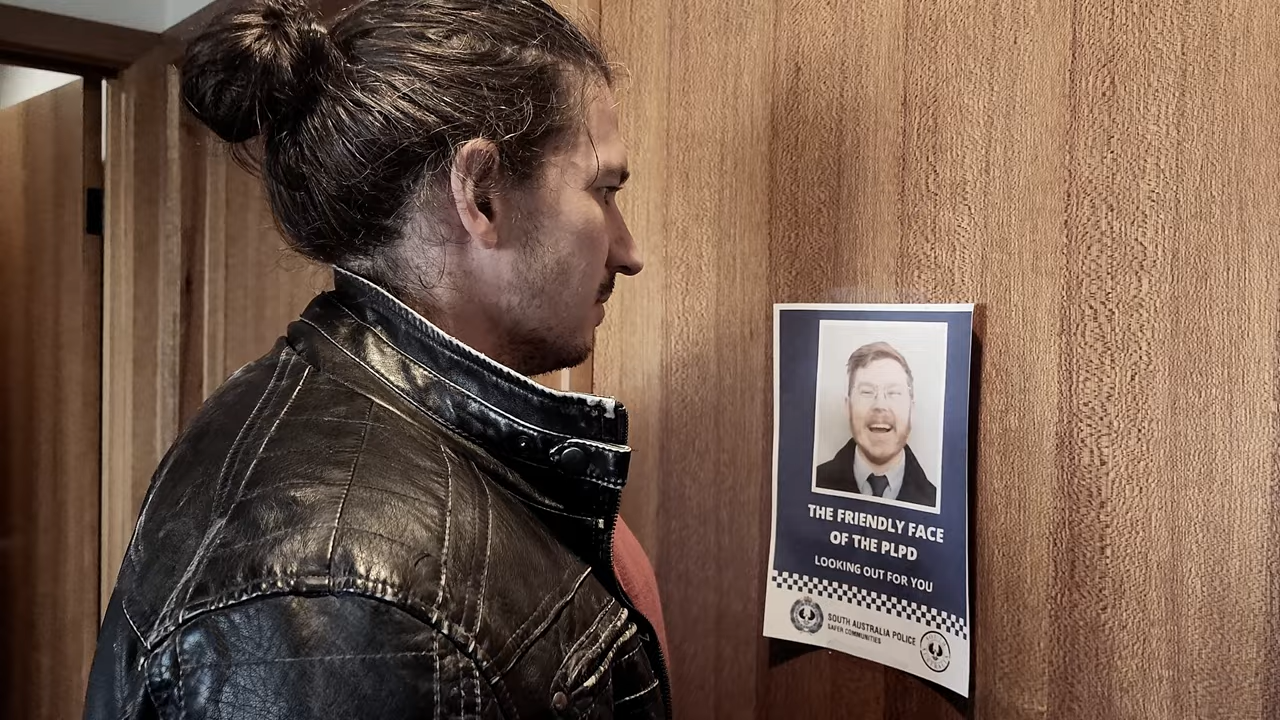 THE FRIENDLY FACE
OF THE PLPD
LOOKING OUT FOR YOU
SOUTH AUSTRALIA POLICE
SAFER COMMUNITIES